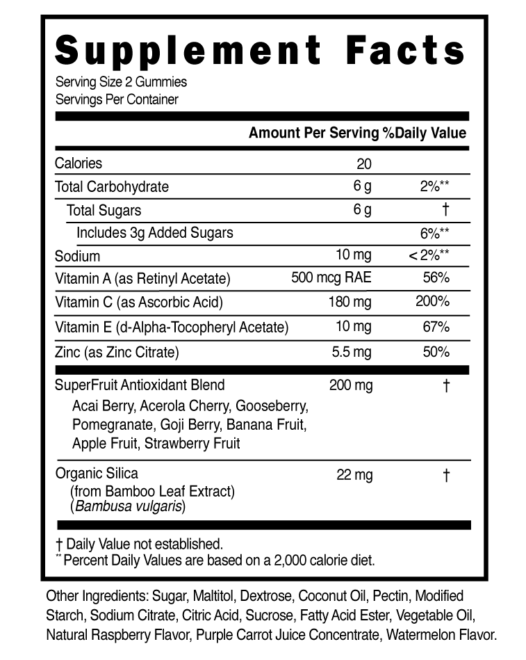 Supplement Facts
Serving Size 2 Gummies
Servings Per Container
Amount Per Serving %Daily Value
Calories 20
Total Carbohydrate 6 g 2%**
Total Sugars 6 g †
Includes 3g Added Sugars 6%**
Sodium 10 mg <2%**
Vitamin A (as Retinyl Acetate) 500 mcg RAE 56%
Vitamin C (as Ascorbic Acid) 180 mg 200%
Vitamin E (d-Alpha-Tocopheryl Acetate) 10 mg 67%
Zinc (as Zinc Citrate) 5.5 mg 50%
SuperFruit Antioxidant Blend 200 mg †
Acai Berry, Acerola Cherry, Gooseberry,
Pomegranate, Goji Berry, Banana Fruit,
Apple Fruit, Strawberry Fruit
Organic Silica 22 mg †
(from Bamboo Leaf Extract)
(Bambusa vulgaris)
† Daily Value not established.
**Percent Daily Values are based on a 2,000 calorie diet.
Other Ingredients: Sugar, Maltitol, Dextrose, Coconut Oil, Pectin, Modified
Starch, Sodium Citrate, Citric Acid, Sucrose, Fatty Acid Ester, Vegetable Oil,
Natural Raspberry Flavor, Purple Carrot Juice Concentrate, Watermelon Flavor.